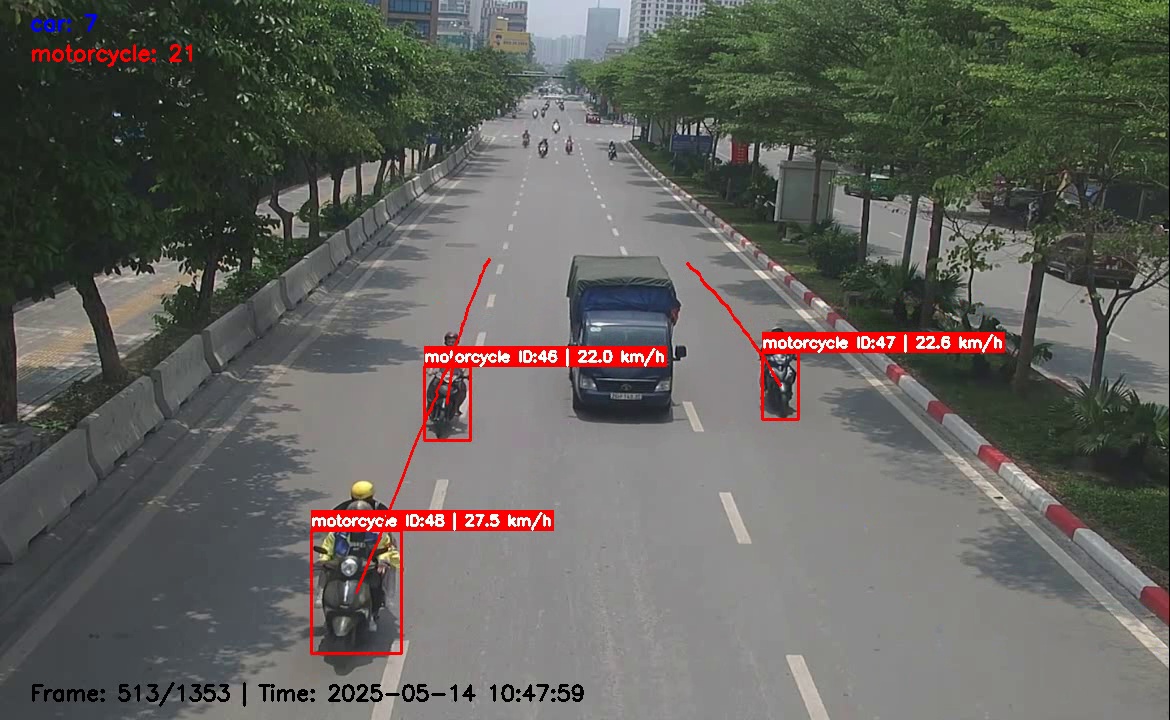 car: 7
motorcycle: 21
motorcycle ID:47 | 22.6 km/h
motorcycle ID:46 | 22.0 km/h
motorcycle ID:48 | 27.5 km/h
Frame: 513/1353 | Time: 2025-05-14 10:47:59